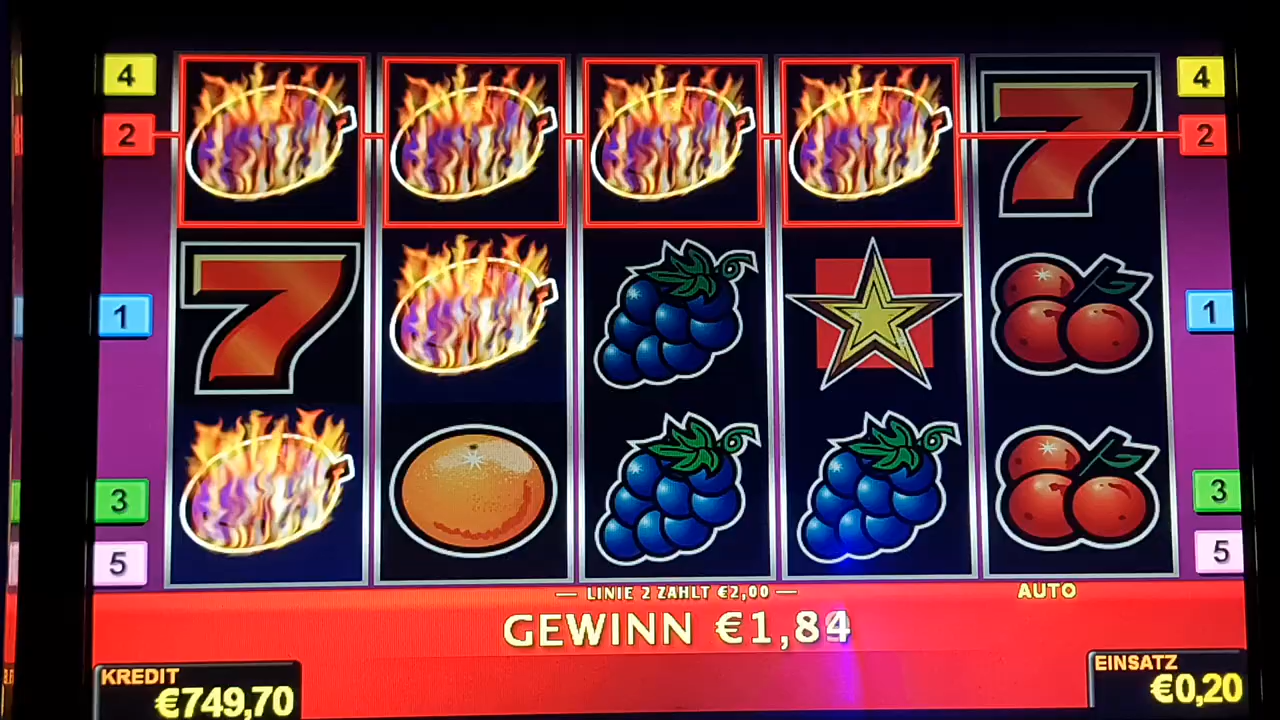 4 4
2 2
1 1
3 3
5 5
LINIE 2 ZAHLT €2,00
AUTO
GEWINN €1,84
KREDIT
€749,70
EINSATZ
€0,20